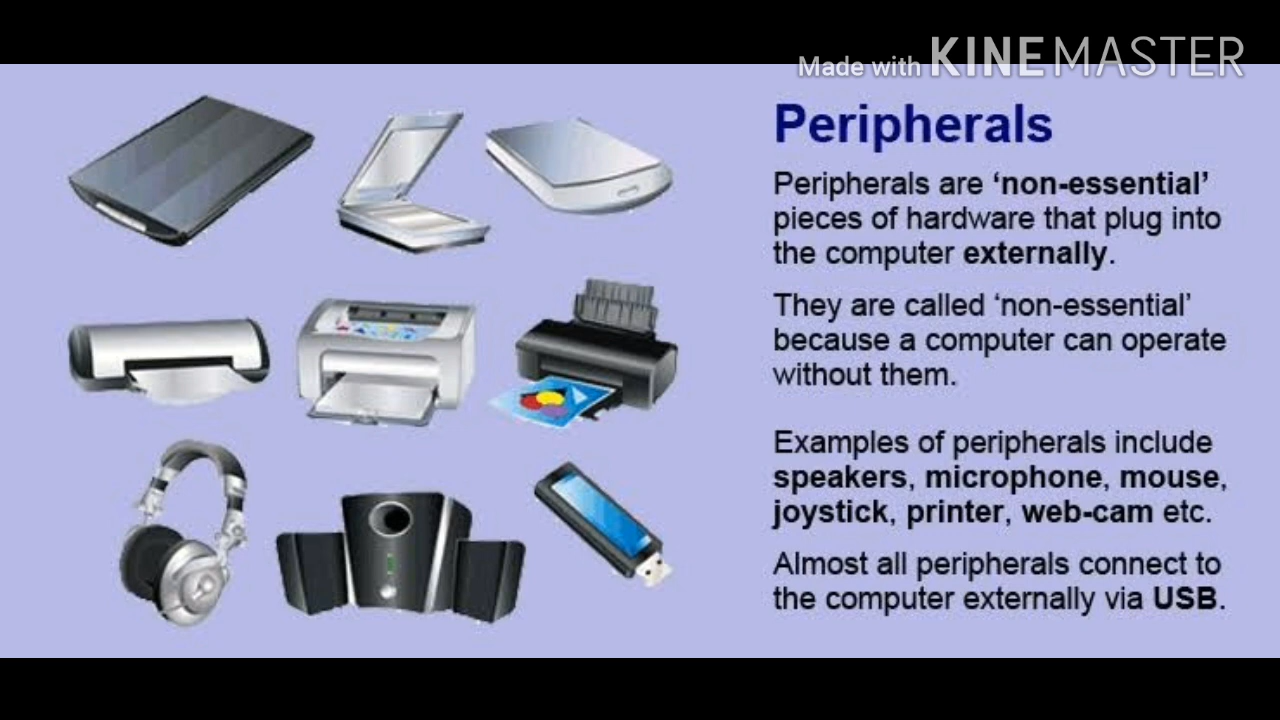 Made with KINEMASTER
Peripherals
Peripherals are ‘non-essential’
pieces of hardware that plug into
the computer externally.
They are called ‘non-essential’
because a computer can operate
without them.
Examples of peripherals include
speakers, microphone, mouse,
joystick, printer, web-cam etc.
Almost all peripherals connect to
the computer externally via USB.